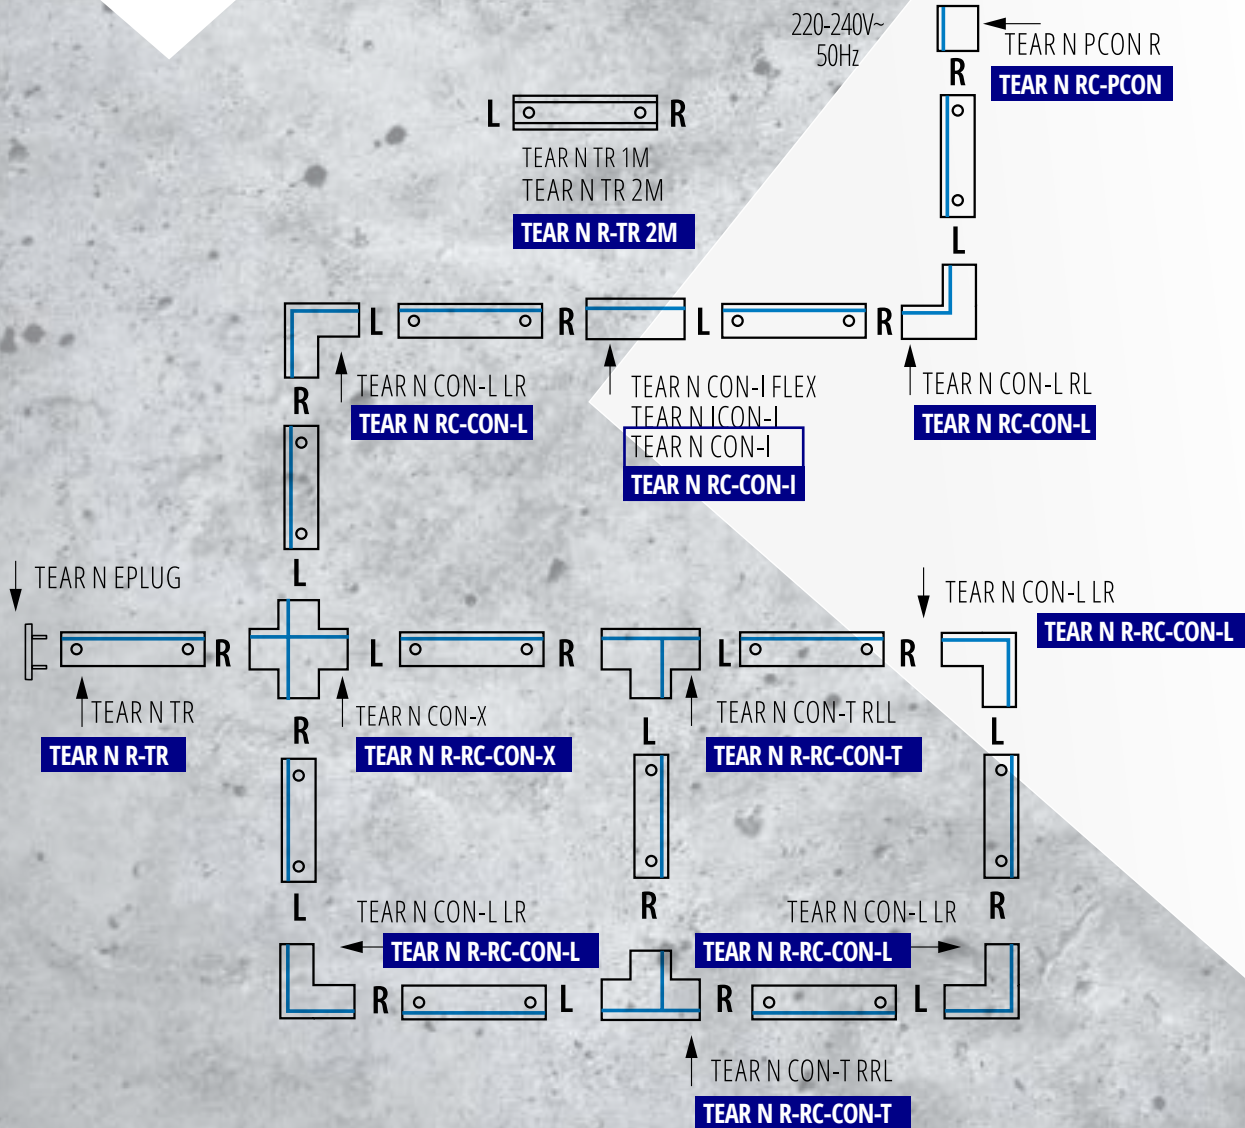 220-240V~
50Hz
TEAR N PCON R
R
TEAR N RC-PCON
L
R
TEAR N TR 1M
TEAR N TR 2M
TEAR N R-TR 2M
L
L
R
L
R
TEAR N CON-L LR
TEAR N RC-CON-L
TEAR N CON-I FLEX
TEAR N ICON-I
TEAR N CON-I
TEAR N RC-CON-I
TEAR N CON-L RL
TEAR N RC-CON-L
R
L
TEAR N EPLUG
TEAR N CON-L LR
TEAR N R-RC-CON-L
R
L
R
L
R
TEAR N TR
TEAR N R-TR
R
TEAR N CON-X
TEAR N R-RC-CON-X
L
TEAR N CON-T RLL
TEAR N R-RC-CON-T
L
L
R
R
TEAR N CON-L LR
TEAR N R-RC-CON-L
TEAR N CON-L LR
TEAR N R-RC-CON-L
R
L
R
L
TEAR N CON-T RRL
TEAR N R-RC-CON-T